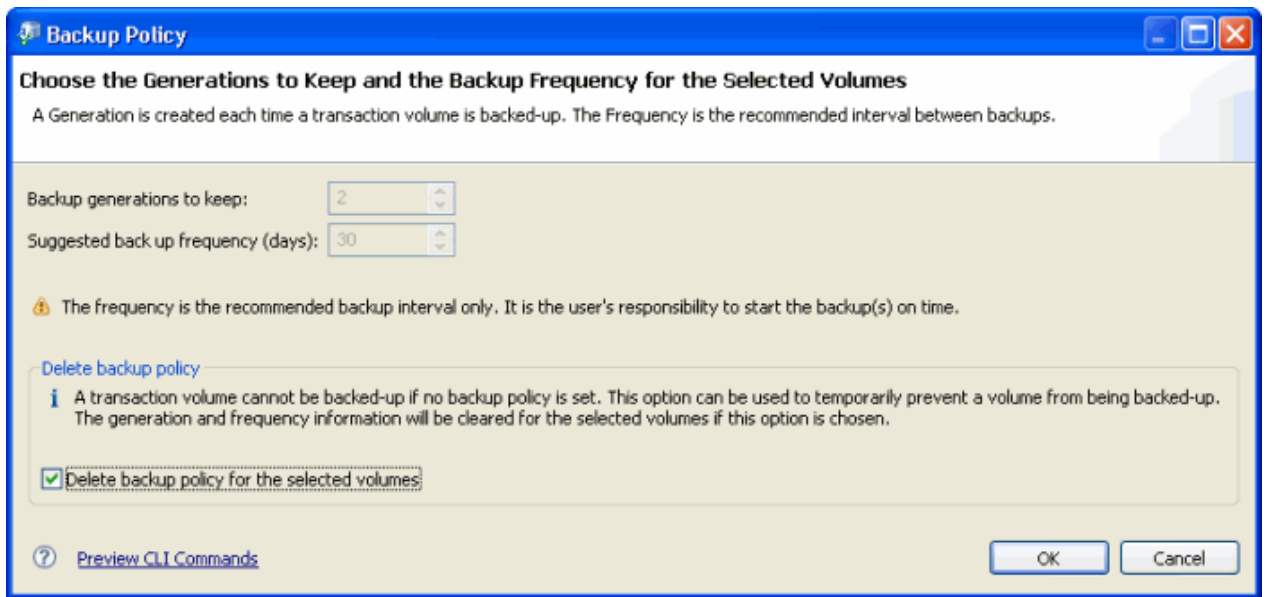 Backup Policy
Choose the Generations to Keep and the Backup Frequency for the Selected Volumes
A Generation is created each time a transaction volume is backed-up. The Frequency is the recommended interval between backups.
Backup generations to keep: 2
Suggested back up frequency (days): 30
The frequency is the recommended backup interval only. It is the user's responsibility to start the backup(s) on time.
Delete backup policy
i A transaction volume cannot be backed-up if no backup policy is set. This option can be used to temporarily prevent a volume from being backed-up.
The generation and frequency information will be cleared for the selected volumes if this option is chosen.
Delete backup policy for the selected volumes
? Preview CLI Commands OK Cancel